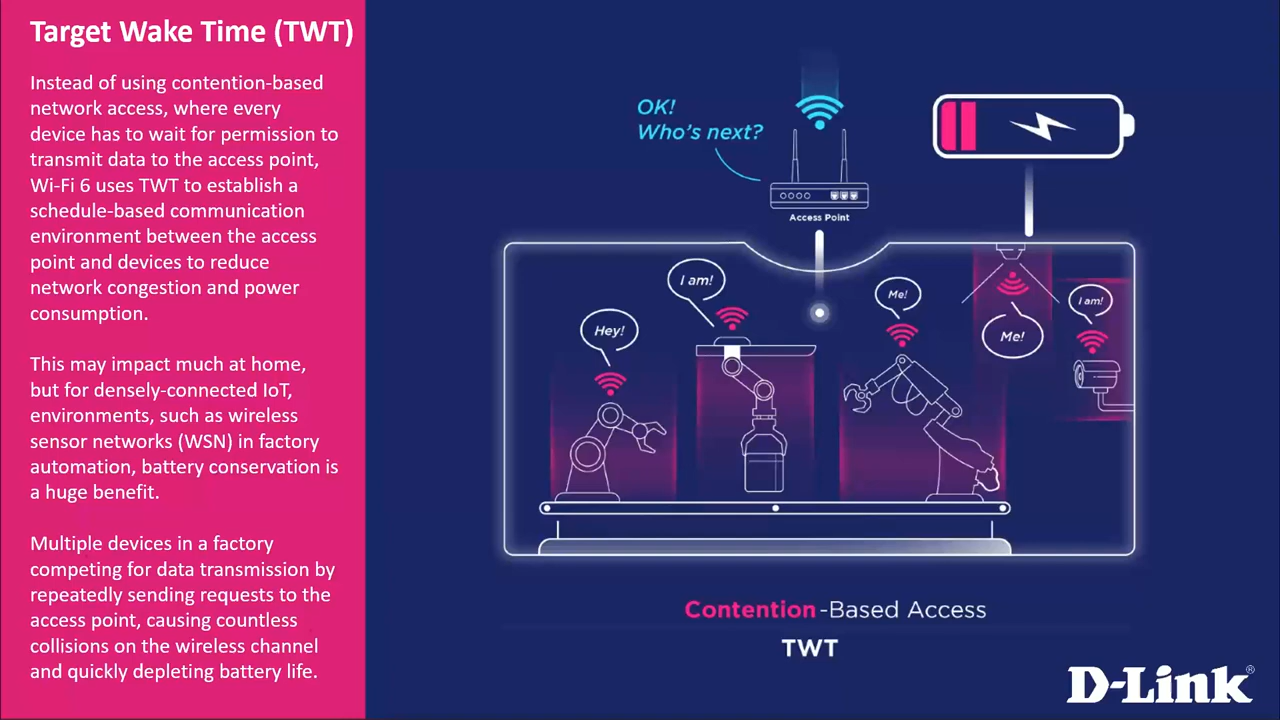 Target Wake Time (TWT)
Instead of using contention-based
network access, where every
device has to wait for permission to
transmit data to the access point,
Wi-Fi 6 uses TWT to establish a
schedule-based communication
environment between the access
point and devices to reduce
network congestion and power
consumption.
This may impact much at home,
but for densely-connected IoT,
environments, such as wireless
sensor networks (WSN) in factory
automation, battery conservation is
a huge benefit.
Multiple devices in a factory
competing for data transmission by
repeatedly sending requests to the
access point, causing countless
collisions on the wireless channel
and quickly depleting battery life.
OK!
Who's next?
Access Point
I am!
Me!
I am!
Hey!
Me!
Contention-Based Access
TWT
D-Link®